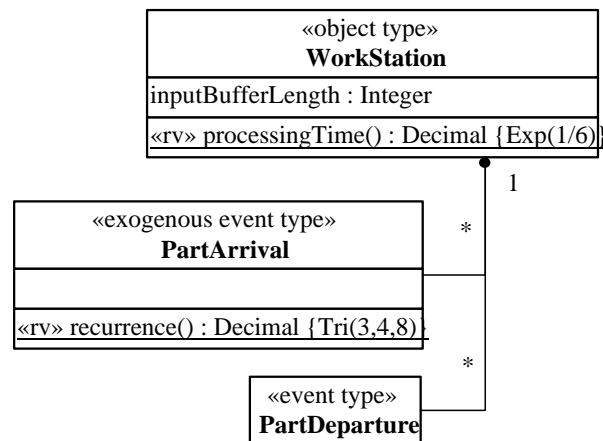 «object type»
WorkStation
inputBufferLength : Integer
«rv» processingTime() : Decimal {Exp(1/6)}
1
«exogenous event type»
PartArrival
*
«rv» recurrence() : Decimal {Tri(3,4,8)}
*
«event type»
PartDeparture